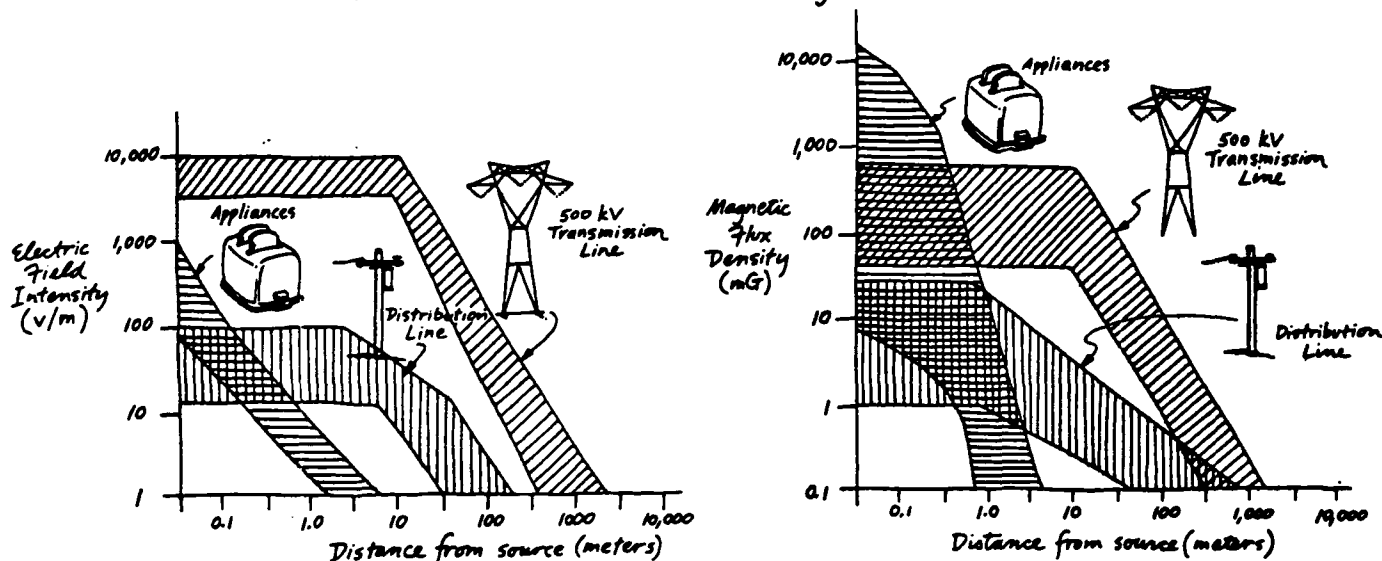 10,000
1,000
100
10
1
Electric
Field
Intensity
(v/m)
Appliances
500 kV
Transmission
Line
Distribution
Line
0.1
1.0
10
100
1000
10,000
Distance from source (meters)
10,000
1,000
100
10
1
0.1
Magnetic
Flux
Density
(mG)
Appliances
500 kV
Transmission
Line
Distribution
Line
0.1
1.0
10
100
1,000
10,000
Distance from source (meters)